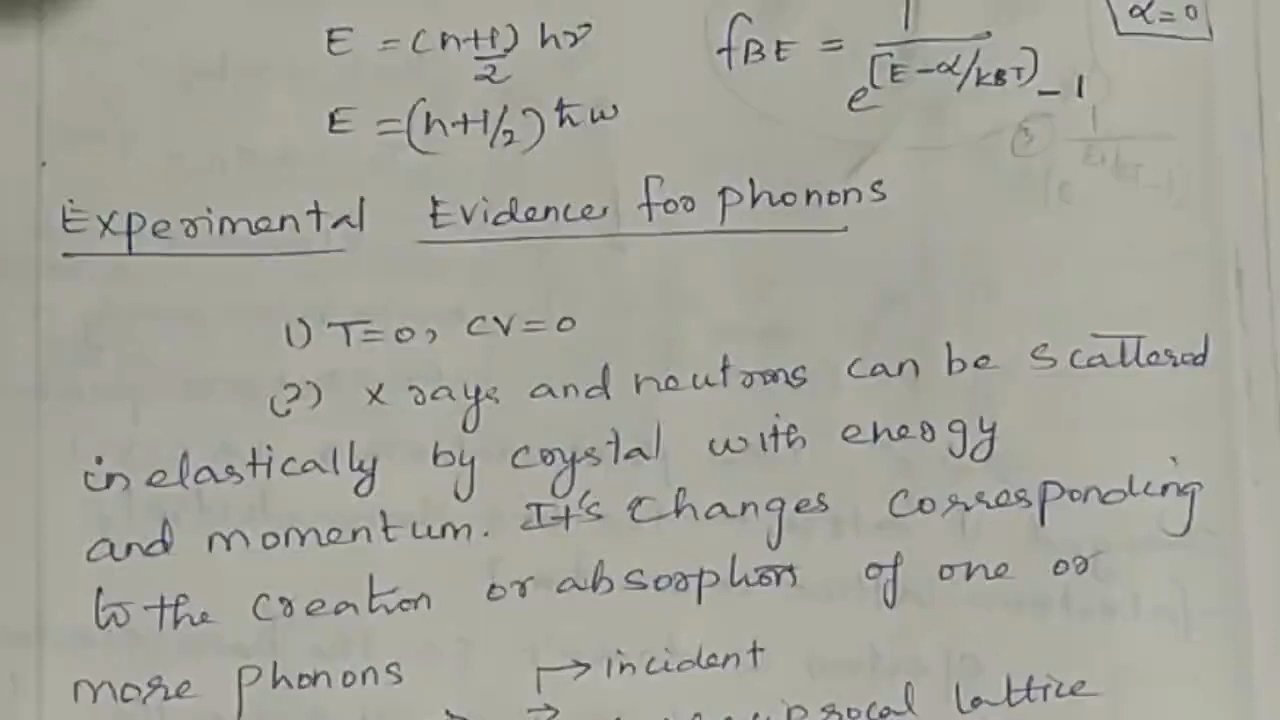 E = (n+1/2) hν
f BE = 1 / e^[E-α/KBT) -1
α=0
E = (n+1/2) ħω
Experimental Evidence for phonons
1) T=0, CV=0
(2) x rays and neutrons can be scattered
inelastically by crystal with energy
and momentum. It's changes corresponding
to the creation or absorption of one or
more phonons
→ incident
lattice